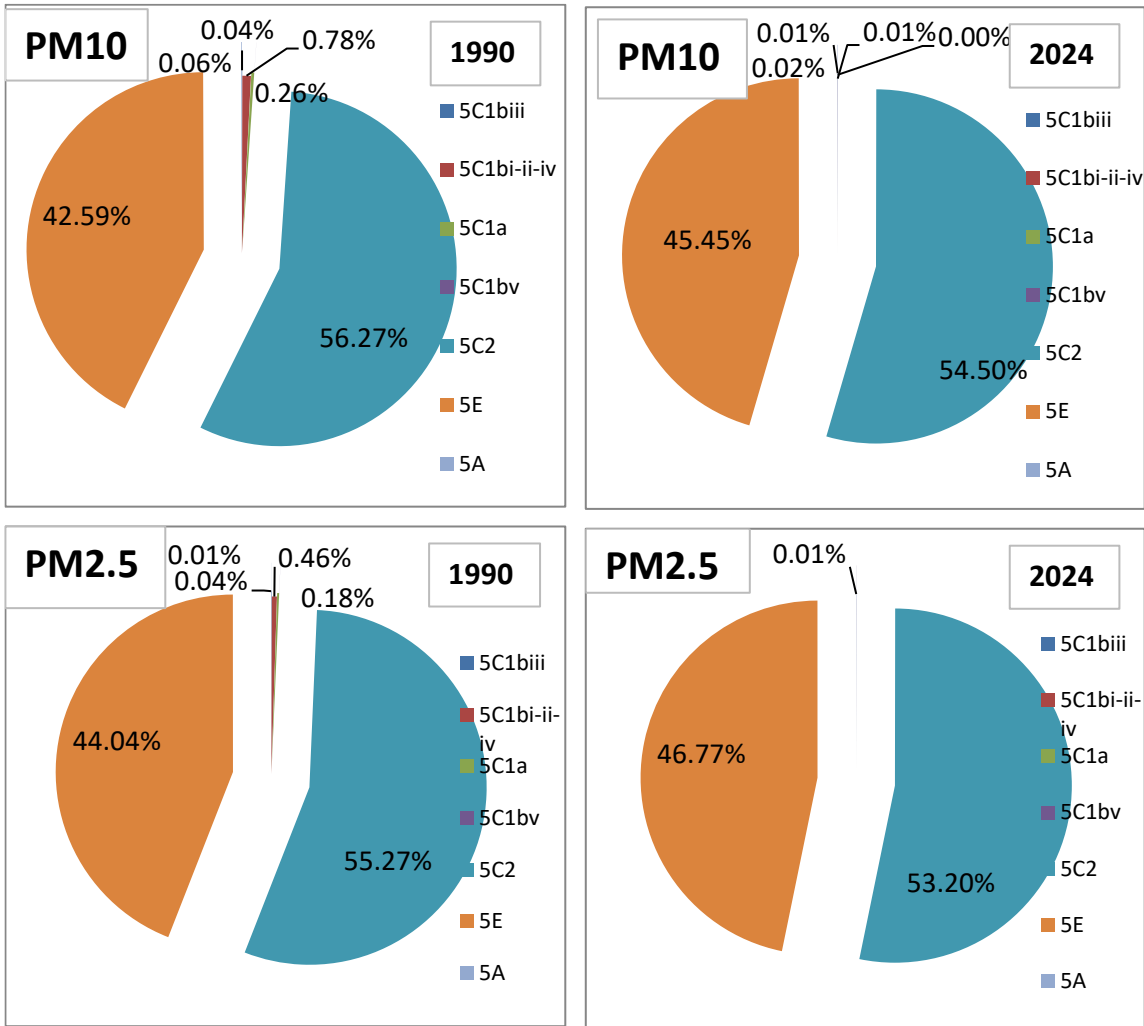 PM10
1990
0.04%
0.78%
0.06%
0.26%
42.59%
56.27%
5C1biii
5C1bi-ii-iv
5C1a
5C1bv
5C2
5E
5A
PM10
2024
0.01%
0.01%
0.00%
0.02%
45.45%
54.50%
5C1biii
5C1bi-ii-iv
5C1a
5C1bv
5C2
5E
5A
PM2.5
1990
0.01%
0.46%
0.04%
0.18%
44.04%
55.27%
5C1biii
5C1bi-ii-
iv
5C1a
5C1bv
5C2
5E
5A
PM2.5
2024
0.01%
46.77%
53.20%
5C1biii
5C1bi-ii-
iv
5C1a
5C1bv
5C2
5E
5A